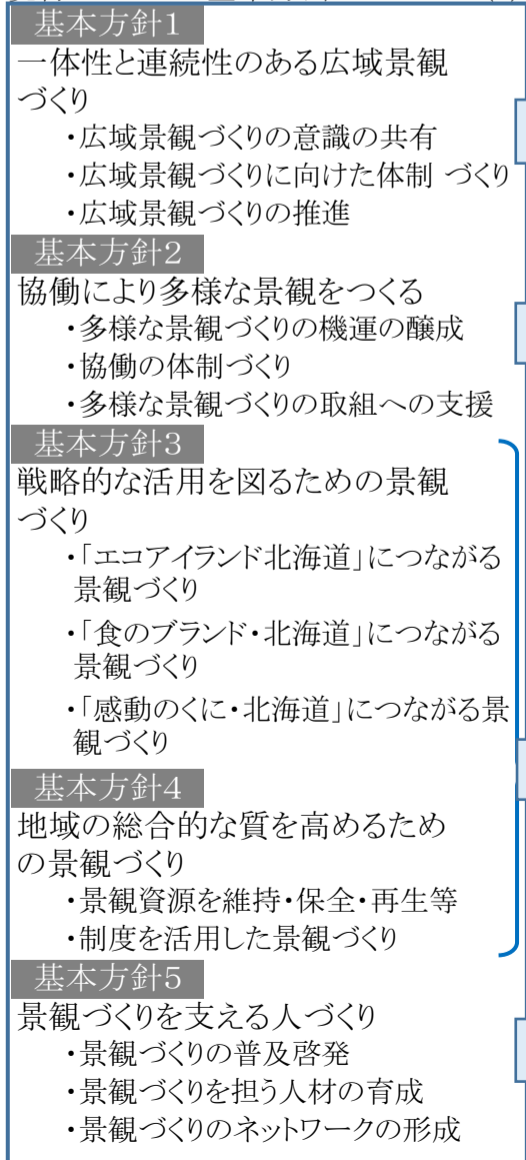 基本方針1
一体性と連続性のある広域景観
づくり
・広域景観づくりの意識の共有
・広域景観づくりに向けた体制 づくり
・広域景観づくりの推進
基本方針2
協働により多様な景観をつくる
・多様な景観づくりの機運の醸成
・協働の体制づくり
・多様な景観づくりの取組への支援
基本方針3
戦略的な活用を図るための景観
づくり
・「エコアイランド北海道」につながる
景観づくり
・「食のブランド・北海道」につながる
景観づくり
・「感動のくに・北海道」につながる景
観づくり
基本方針4
地域の総合的な質を高めるため
の景観づくり
・景観資源を維持・保全・再生等
・制度を活用した景観づくり
基本方針5
景観づくりを支える人づくり
・景観づくりの普及啓発
・景観づくりを担う人材の育成
・景観づくりのネットワークの形成